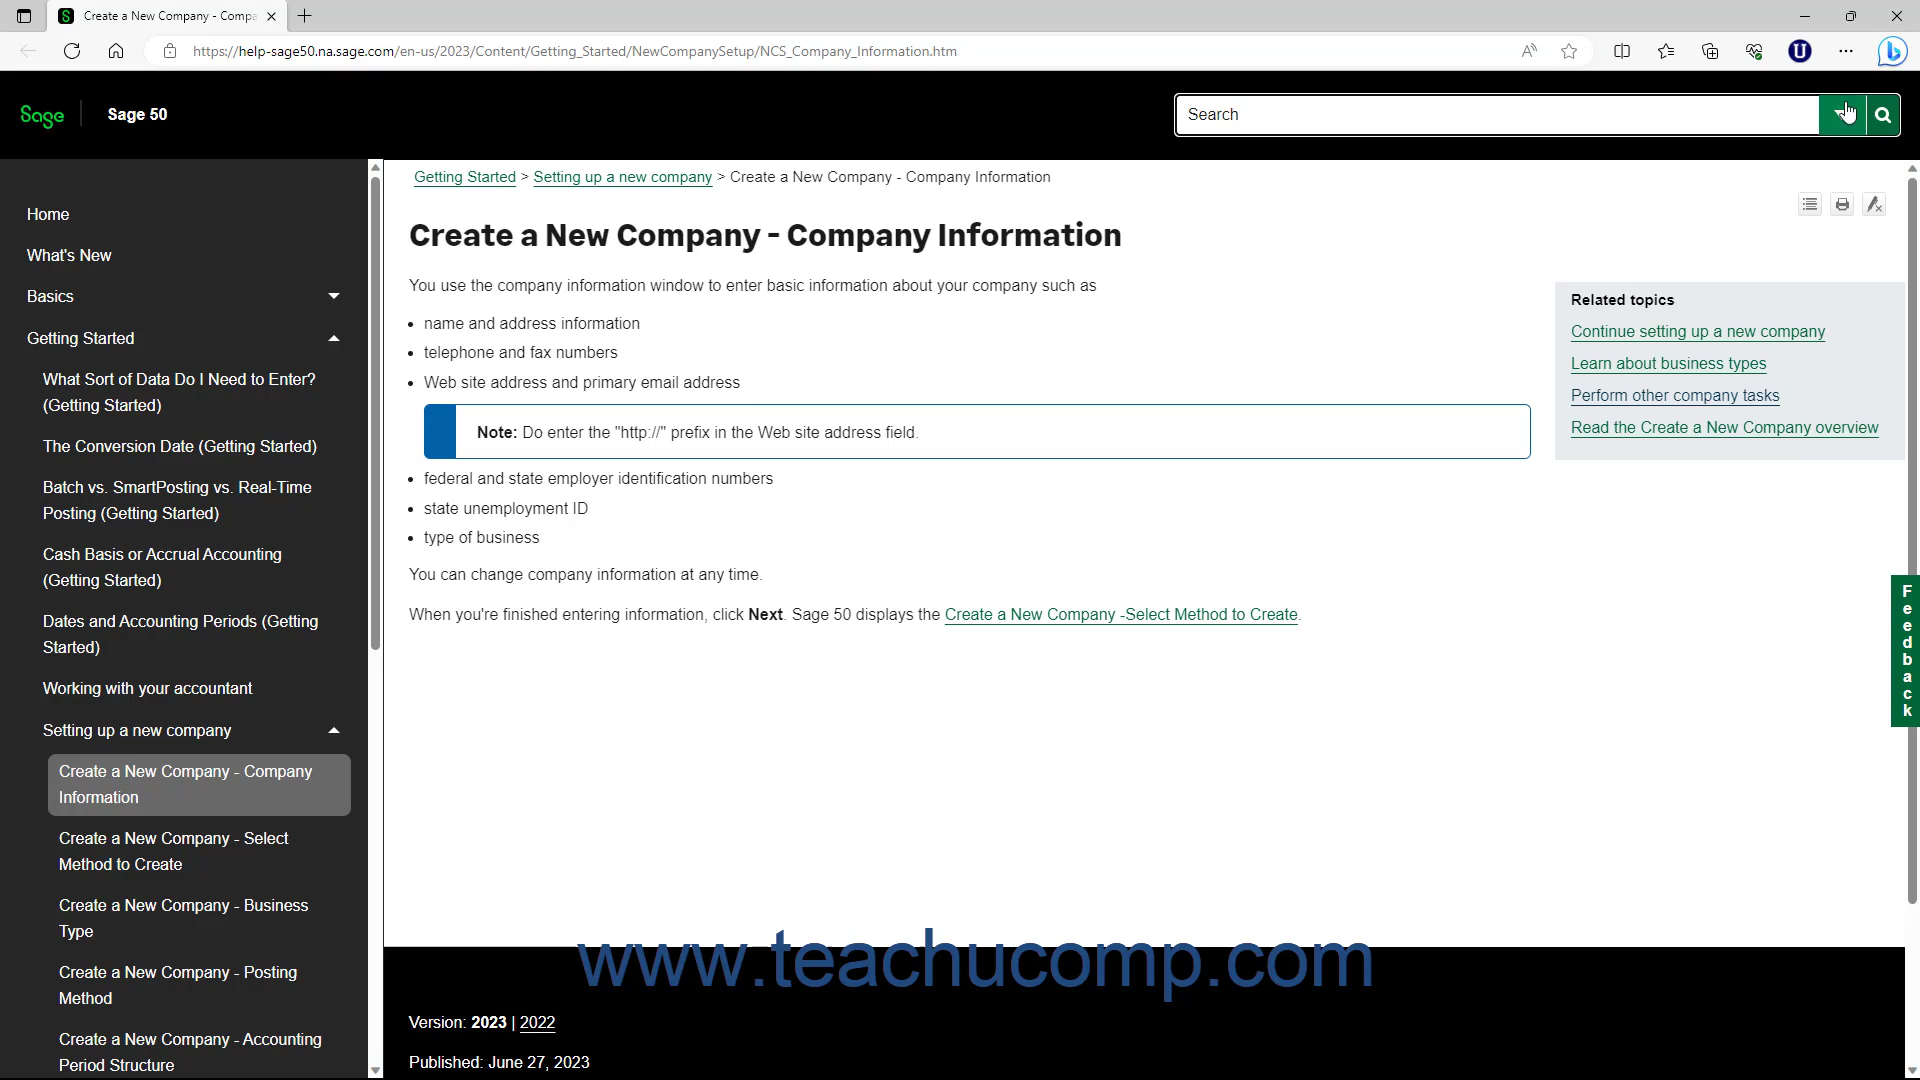 Create a New Company - Compa
https://help-sage50.na.sage.com/en-us/2023/Content/Getting_Started/NewCompanySetup/NCS_Company_Information.htm
Sage
Sage 50
Search
Home
What's New
Basics
Getting Started
What Sort of Data Do I Need to Enter?
(Getting Started)
The Conversion Date (Getting Started)
Batch vs. SmartPosting vs. Real-Time
Posting (Getting Started)
Cash Basis or Accrual Accounting
(Getting Started)
Dates and Accounting Periods (Getting
Started)
Working with your accountant
Setting up a new company
Create a New Company - Company
Information
Create a New Company - Select
Method to Create
Create a New Company - Business
Type
Create a New Company - Posting
Method
Create a New Company - Accounting
Period Structure
Getting Started > Setting up a new company > Create a New Company - Company Information
Create a New Company - Company Information
You use the company information window to enter basic information about your company such as
name and address information
telephone and fax numbers
Web site address and primary email address
Note: Do enter the "http://" prefix in the Web site address field.
federal and state employer identification numbers
state unemployment ID
type of business
You can change company information at any time.
When you're finished entering information, click Next. Sage 50 displays the Create a New Company -Select Method to Create.
Related topics
Continue setting up a new company
Learn about business types
Perform other company tasks
Read the Create a New Company overview
Feedback
www.teachucomp.com
Version: 2023 | 2022
Published: June 27, 2023